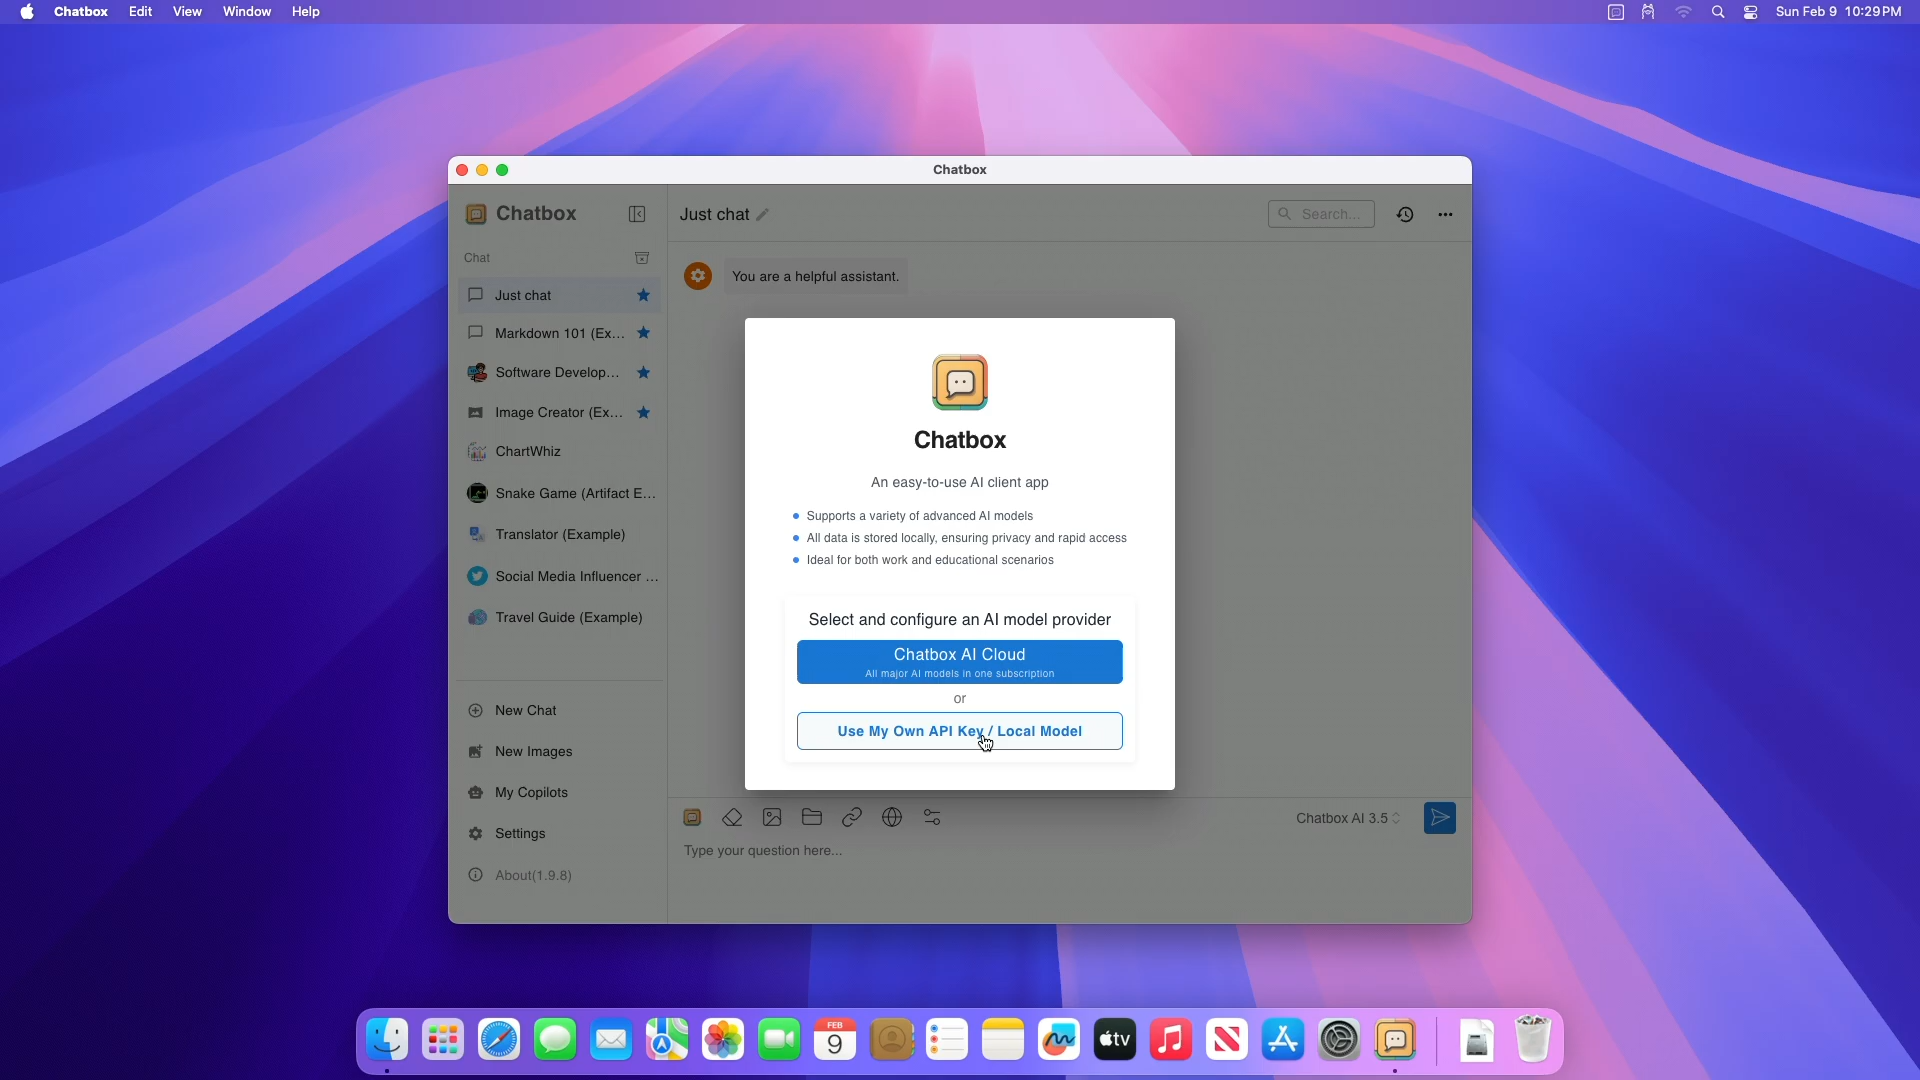 Chatbox Edit View Window Help
Sun Feb 9 10:29 PM
Chatbox
Chatbox
Just chat
Search...
Chat
Just chat
Markdown 101 (Ex...
Software Develop...
Image Creator (Ex...
ChartWhiz
Snake Game (Artifact E...
Translator (Example)
Social Media Influencer ...
Travel Guide (Example)
New Chat
New Images
My Copilots
Settings
About(1.9.8)
You are a helpful assistant.
Chatbox
An easy-to-use AI client app
Supports a variety of advanced AI models
All data is stored locally, ensuring privacy and rapid access
Ideal for both work and educational scenarios
Select and configure an AI model provider
Chatbox AI Cloud
All major AI models in one subscription
or
Use My Own API Key / Local Model
Chatbox AI 3.5
Type your question here...
FEB
9
tv